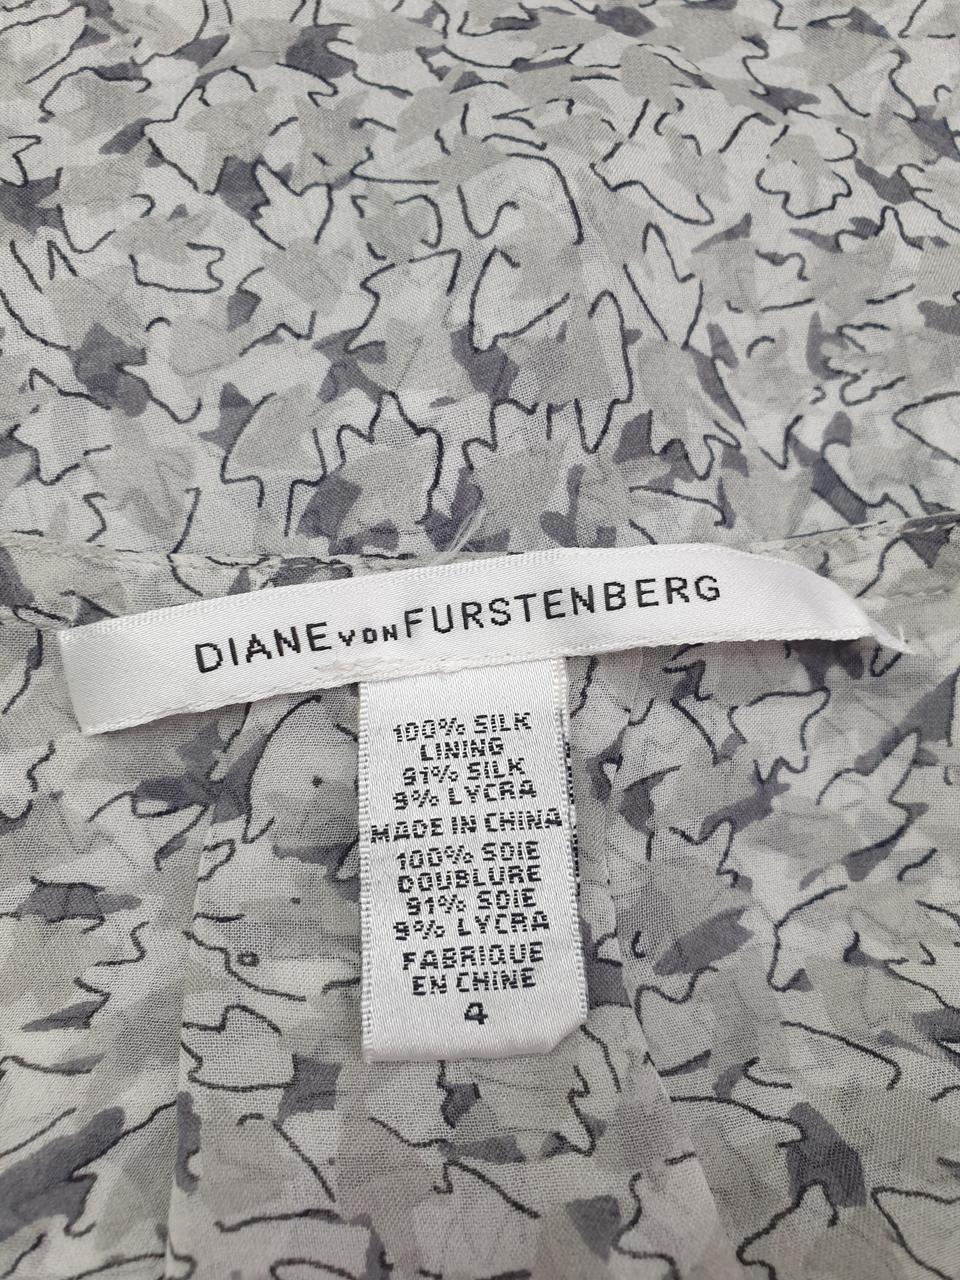 DIANE VON FURSTENBERG
100% SILK
LINING
91% SILK
9% LYCRA
MADE IN CHINA
100% SOIE
DOUBLURE
91% SOIE
9% LYCRA
FABRIQUE
EN CHINE
4